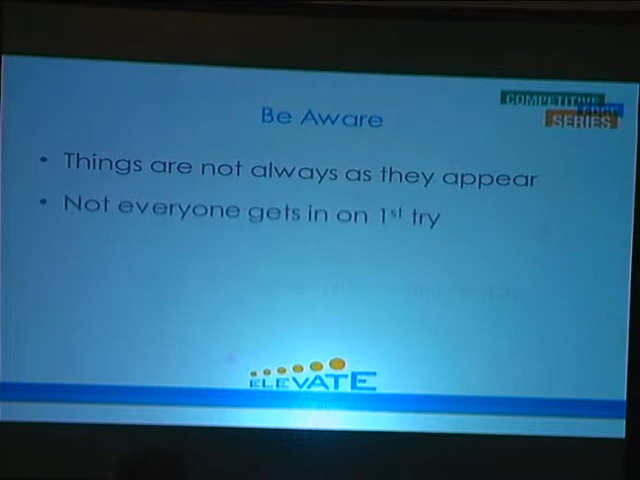 COMPETITIVE
EDGE
SERIES
Be Aware
• Things are not always as they appear
• Not everyone gets in on 1st try
ELEVATE